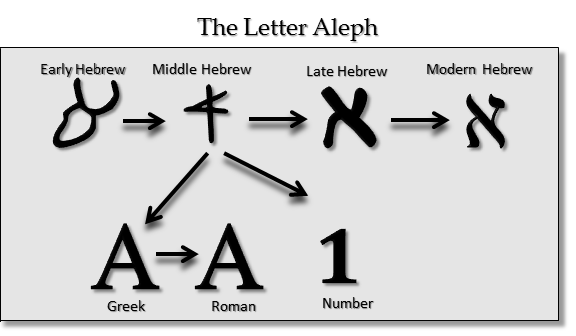 The Letter Aleph
Early Hebrew Middle Hebrew Late Hebrew Modern Hebrew
א א
A A 1
Greek Roman Number